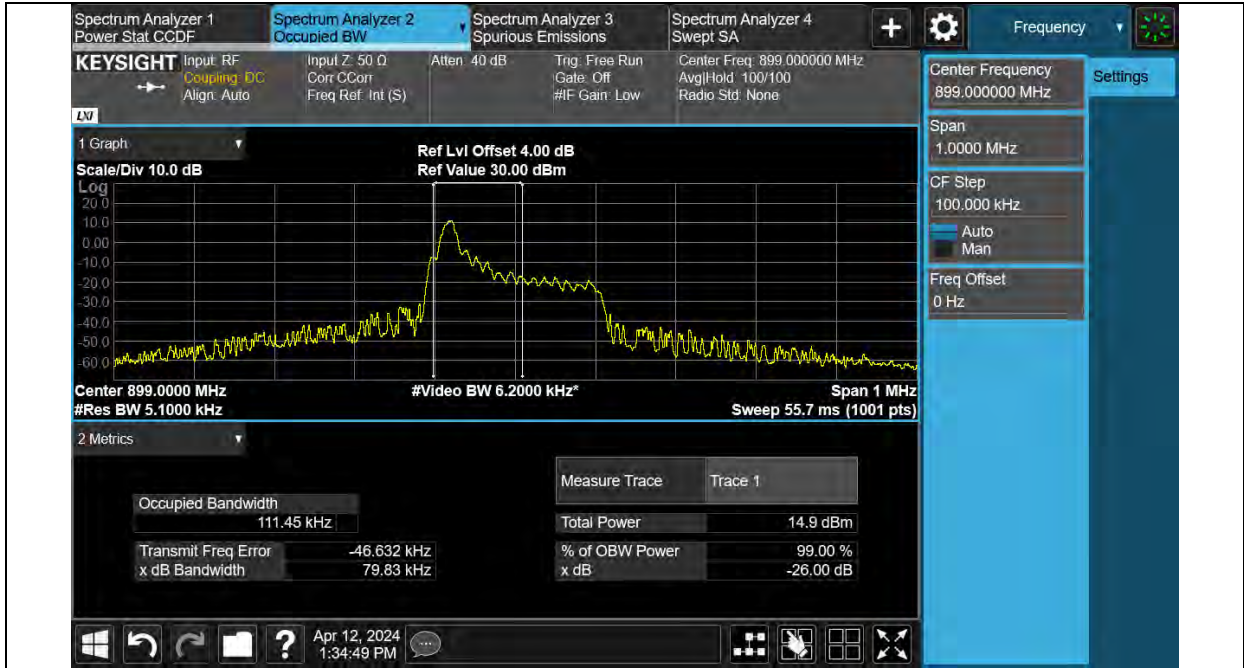 Spectrum Analyzer 1
Power Stat CCDF
Spectrum Analyzer 2
Occupied BW
Spectrum Analyzer 3
Spurious Emissions
Spectrum Analyzer 4
Swept SA
Frequency
KEYSIGHT
LXI
Input: RF
Coupling: DC
Align: Auto
Input Z: 50 Ω
Corr CCorr
Freq Ref: Int (S)
Atten: 40 dB
Trig: Free Run
Gate: Off
#IF Gain: Low
Center Freq: 899.000000 MHz
Avg|Hold: 100/100
Radio Std: None
Center Frequency
899.000000 MHz
Settings
Span
1.0000 MHz
CF Step
100.000 kHz
Auto
Man
Freq Offset
0 Hz
1 Graph
Scale/Div 10.0 dB
Ref Lvl Offset 4.00 dB
Ref Value 30.00 dBm
Log
20.0
10.0
0.00
-10.0
-20.0
-30.0
-40.0
-50.0
-60.0
Center 899.0000 MHz
#Video BW 6.2000 kHz*
Span 1 MHz
#Res BW 5.1000 kHz
Sweep 55.7 ms (1001 pts)
2 Metrics
Measure Trace Trace 1
Occupied Bandwidth
111.45 kHz
Total Power 14.9 dBm
Transmit Freq Error -46.632 kHz
% of OBW Power 99.00 %
x dB Bandwidth 79.83 kHz
x dB -26.00 dB
?
Apr 12, 2024
1:34:49 PM